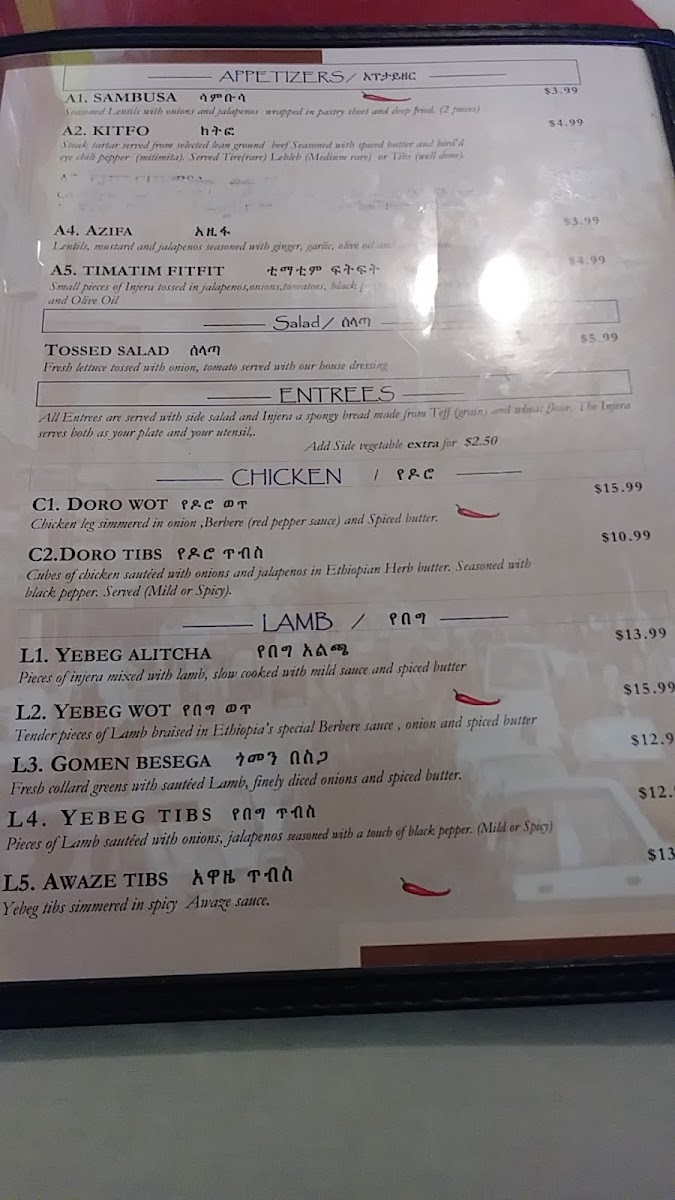 APPETIZERS / አፕታይዘር
A1. SAMBUSA ሳምቡሳ $3.99
Seasoned Lentils with onions and jalapenos wrapped in pastry sheet and deep fried. (2 pieces)
A2. KITFO ክትፎ $4.99
Steak tartar served from selected lean ground beef Seasoned with spiced butter and herd'd
eye chili pepper (mitimita). Served Tire(rare) Lebleb (Medium rare) or Tibs (well done).
A4. AZIFA አዚፋ $3.99
Lentils, mustard and jalapenos seasoned with ginger, garlic, olive oil and
A5. TIMATIM FITFIT ቲማቲም ፍትፍት $4.99
Small pieces of Injera tossed in jalapenos,onions,tomatoes, black
and Olive Oil
Salad / ሰላጣ
TOSSED SALAD ሰላጣ $5.99
Fresh lettuce tossed with onion, tomato served with our house dressing
ENTREES
All Entrees are served with side salad and Injera a spongy bread made from Teff (grain) and wheat flour. The Injera
serves both as your plate and your utensil,.
Add Side vegetable extra for $2.50
CHICKEN / የዶሮ
C1. DORO WOT የዶሮ ወጥ $15.99
Chicken leg simmered in onion ,Berbere (red pepper sauce) and Spiced butter.
C2.DORO TIBS የዶሮ ጥብስ $10.99
Cubes of chicken sautéed with onions and jalapenos in Ethiopian Herb butter. Seasoned with
black pepper. Served (Mild or Spicy).
LAMB / የበግ
L1. YEBEG ALITCHA የበግ አልጫ $13.99
Pieces of injera mixed with lamb, slow cooked with mild sauce and spiced butter
L2. YEBEG WOT የበግ ወጥ $15.99
Tender pieces of Lamb braised in Ethiopia's special Berbere sauce , onion and spiced butter
L3. GOMEN BESEGA ጎመን በስጋ $12.9
Fresh collard greens with sautéed Lamb, finely diced onions and spiced butter.
L4. YEBEG TIBS የበግ ጥብስ $12.
Pieces of Lamb sautéed with onions, jalapenos seasoned with a touch of black pepper. (Mild or Spicy)
L5. AWAZE TIBS አዋዜ ጥብስ $13
Yebeg tibs simmered in spicy Awaze sauce.